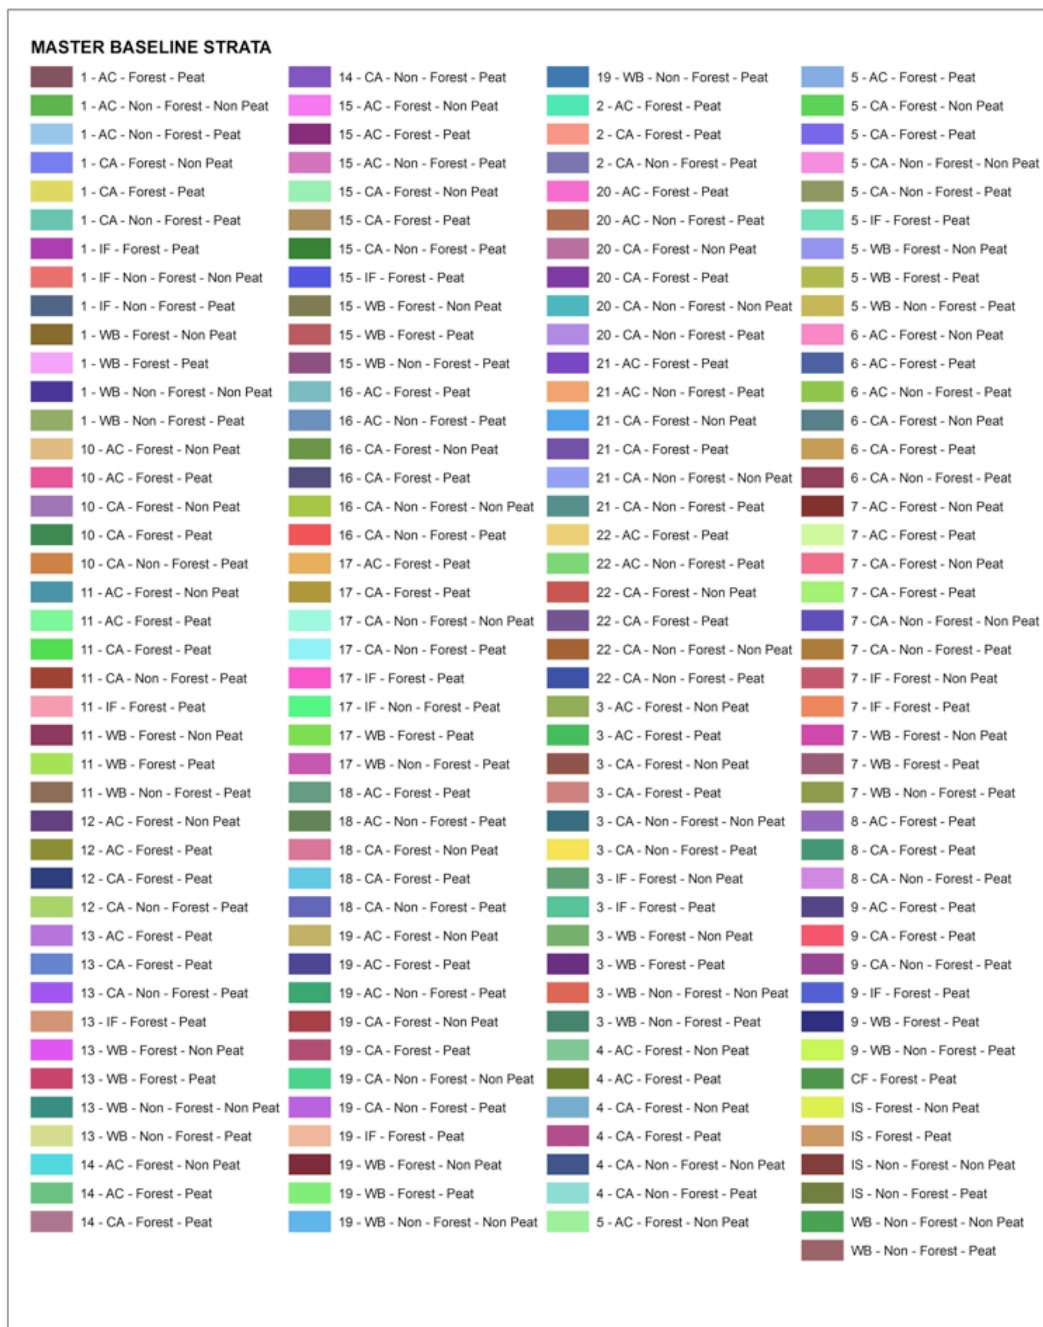 MASTER BASELINE STRATA
1 - AC - Forest - Peat
1 - AC - Non - Forest - Non Peat
1 - AC - Non - Forest - Peat
1 - CA - Forest - Non Peat
1 - CA - Forest - Peat
1 - CA - Non - Forest - Peat
1 - IF - Forest - Peat
1 - IF - Non - Forest - Non Peat
1 - IF - Non - Forest - Peat
1 - WB - Forest - Non Peat
1 - WB - Forest - Peat
1 - WB - Non - Forest - Non Peat
1 - WB - Non - Forest - Peat
10 - AC - Forest - Non Peat
10 - AC - Forest - Peat
10 - CA - Forest - Non Peat
10 - CA - Forest - Peat
10 - CA - Non - Forest - Peat
11 - AC - Forest - Non Peat
11 - AC - Forest - Peat
11 - CA - Forest - Peat
11 - CA - Non - Forest - Peat
11 - IF - Forest - Peat
11 - WB - Forest - Non Peat
11 - WB - Forest - Peat
11 - WB - Non - Forest - Peat
12 - AC - Forest - Non Peat
12 - AC - Forest - Peat
12 - CA - Forest - Peat
12 - CA - Non - Forest - Peat
13 - AC - Forest - Peat
13 - CA - Forest - Peat
13 - CA - Non - Forest - Peat
13 - IF - Forest - Peat
13 - WB - Forest - Non Peat
13 - WB - Forest - Peat
13 - WB - Non - Forest - Non Peat
13 - WB - Non - Forest - Peat
14 - AC - Forest - Non Peat
14 - AC - Forest - Peat
14 - CA - Forest - Peat
14 - CA - Non - Forest - Peat
15 - AC - Forest - Non Peat
15 - AC - Forest - Peat
15 - AC - Non - Forest - Peat
15 - CA - Forest - Non Peat
15 - CA - Forest - Peat
15 - CA - Non - Forest - Peat
15 - IF - Forest - Peat
15 - WB - Forest - Non Peat
15 - WB - Forest - Peat
15 - WB - Non - Forest - Peat
16 - AC - Forest - Peat
16 - AC - Non - Forest - Peat
16 - CA - Forest - Non Peat
16 - CA - Forest - Peat
16 - CA - Non - Forest - Non Peat
16 - CA - Non - Forest - Peat
17 - AC - Forest - Peat
17 - CA - Forest - Peat
17 - CA - Non - Forest - Non Peat
17 - CA - Non - Forest - Peat
17 - IF - Forest - Peat
17 - IF - Non - Forest - Peat
17 - WB - Forest - Peat
17 - WB - Non - Forest - Peat
18 - AC - Forest - Peat
18 - AC - Non - Forest - Peat
18 - CA - Forest - Non Peat
18 - CA - Forest - Peat
18 - CA - Non - Forest - Peat
19 - AC - Forest - Non Peat
19 - AC - Forest - Peat
19 - AC - Non - Forest - Peat
19 - CA - Forest - Non Peat
19 - CA - Forest - Peat
19 - CA - Non - Forest - Non Peat
19 - CA - Non - Forest - Peat
19 - IF - Forest - Peat
19 - WB - Forest - Non Peat
19 - WB - Forest - Peat
19 - WB - Non - Forest - Non Peat
19 - WB - Non - Forest - Peat
2 - AC - Forest - Peat
2 - CA - Forest - Peat
2 - CA - Non - Forest - Peat
20 - AC - Forest - Peat
20 - AC - Non - Forest - Peat
20 - CA - Forest - Non Peat
20 - CA - Forest - Peat
20 - CA - Non - Forest - Non Peat
20 - CA - Non - Forest - Peat
21 - AC - Forest - Peat
21 - AC - Non - Forest - Peat
21 - CA - Forest - Non Peat
21 - CA - Forest - Peat
21 - CA - Non - Forest - Non Peat
21 - CA - Non - Forest - Peat
22 - AC - Forest - Peat
22 - AC - Non - Forest - Peat
22 - CA - Forest - Non Peat
22 - CA - Forest - Peat
22 - CA - Non - Forest - Non Peat
22 - CA - Non - Forest - Peat
3 - AC - Forest - Non Peat
3 - AC - Forest - Peat
3 - CA - Forest - Non Peat
3 - CA - Forest - Peat
3 - CA - Non - Forest - Non Peat
3 - CA - Non - Forest - Peat
3 - IF - Forest - Non Peat
3 - IF - Forest - Peat
3 - WB - Forest - Non Peat
3 - WB - Forest - Peat
3 - WB - Non - Forest - Non Peat
3 - WB - Non - Forest - Peat
4 - AC - Forest - Non Peat
4 - AC - Forest - Peat
4 - CA - Forest - Non Peat
4 - CA - Forest - Peat
4 - CA - Non - Forest - Non Peat
4 - CA - Non - Forest - Peat
5 - AC - Forest - Non Peat
5 - AC - Forest - Peat
5 - CA - Forest - Non Peat
5 - CA - Forest - Peat
5 - CA - Non - Forest - Non Peat
5 - CA - Non - Forest - Peat
5 - IF - Forest - Peat
5 - WB - Forest - Non Peat
5 - WB - Forest - Peat
5 - WB - Non - Forest - Peat
6 - AC - Forest - Non Peat
6 - AC - Forest - Peat
6 - AC - Non - Forest - Peat
6 - CA - Forest - Non Peat
6 - CA - Forest - Peat
6 - CA - Non - Forest - Peat
7 - AC - Forest - Non Peat
7 - AC - Forest - Peat
7 - CA - Forest - Non Peat
7 - CA - Forest - Peat
7 - CA - Non - Forest - Non Peat
7 - CA - Non - Forest - Peat
7 - IF - Forest - Non Peat
7 - IF - Forest - Peat
7 - WB - Forest - Non Peat
7 - WB - Forest - Peat
7 - WB - Non - Forest - Peat
8 - AC - Forest - Peat
8 - CA - Forest - Peat
8 - CA - Non - Forest - Peat
9 - AC - Forest - Peat
9 - CA - Forest - Peat
9 - CA - Non - Forest - Peat
9 - IF - Forest - Peat
9 - WB - Forest - Peat
9 - WB - Non - Forest - Peat
CF - Forest - Peat
IS - Forest - Non Peat
IS - Forest - Peat
IS - Non - Forest - Non Peat
IS - Non - Forest - Peat
WB - Non - Forest - Non Peat
WB - Non - Forest - Peat